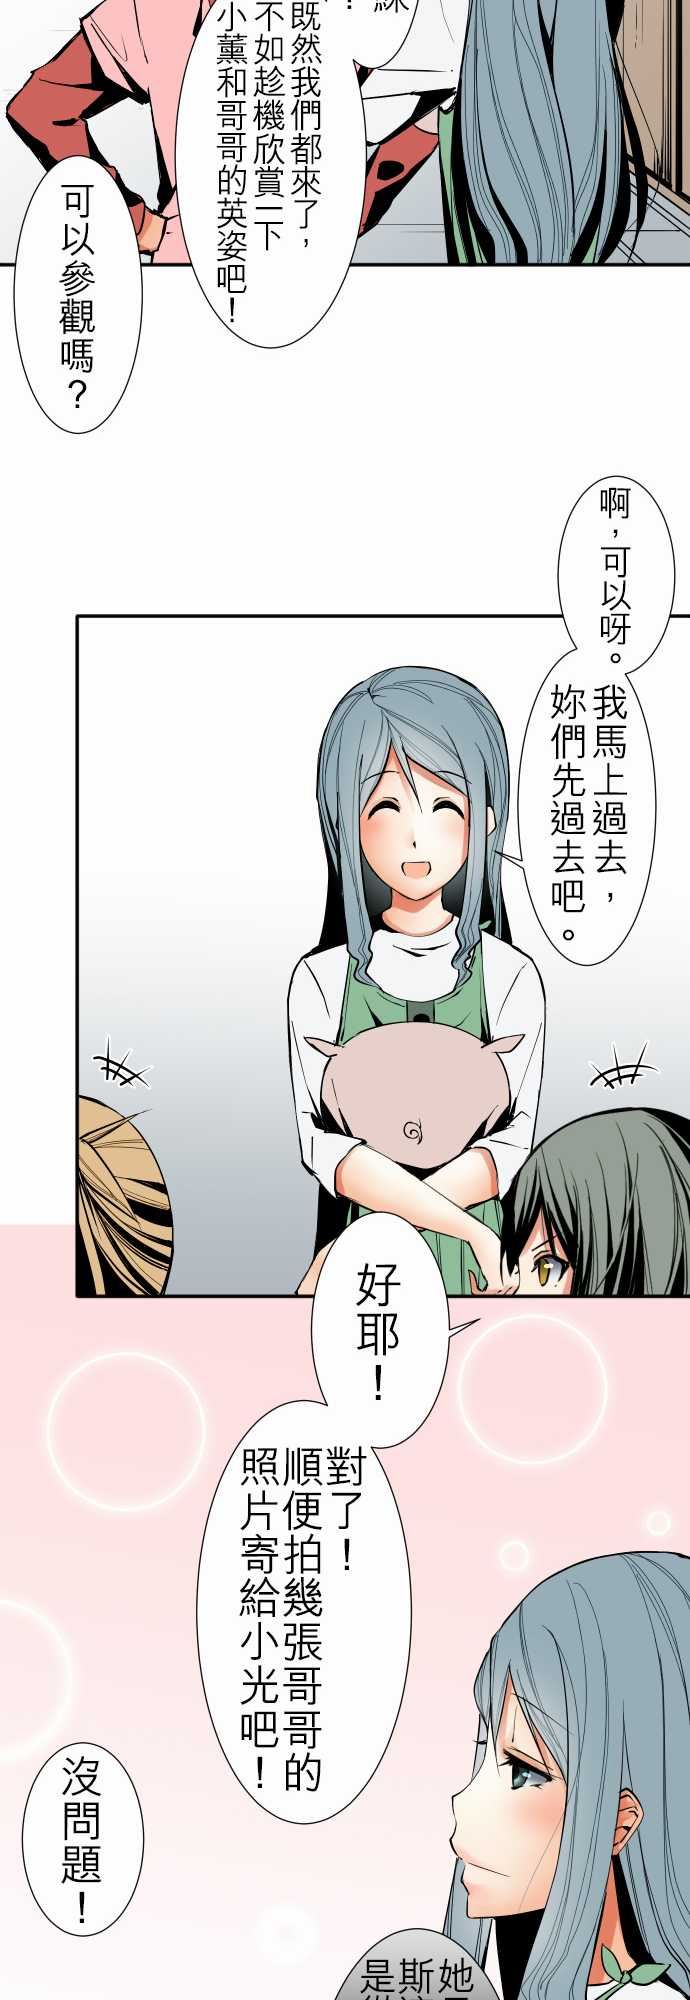 既然我們都來了，
不如趁機欣賞一下
小薰和哥哥的英姿吧！
可以參觀嗎？
啊，可以呀。
我馬上過去，
妳們先過去吧。
好耶！
對了！
順便拍幾張哥哥的
照片寄給小光吧！
沒問題！
她
斯
是